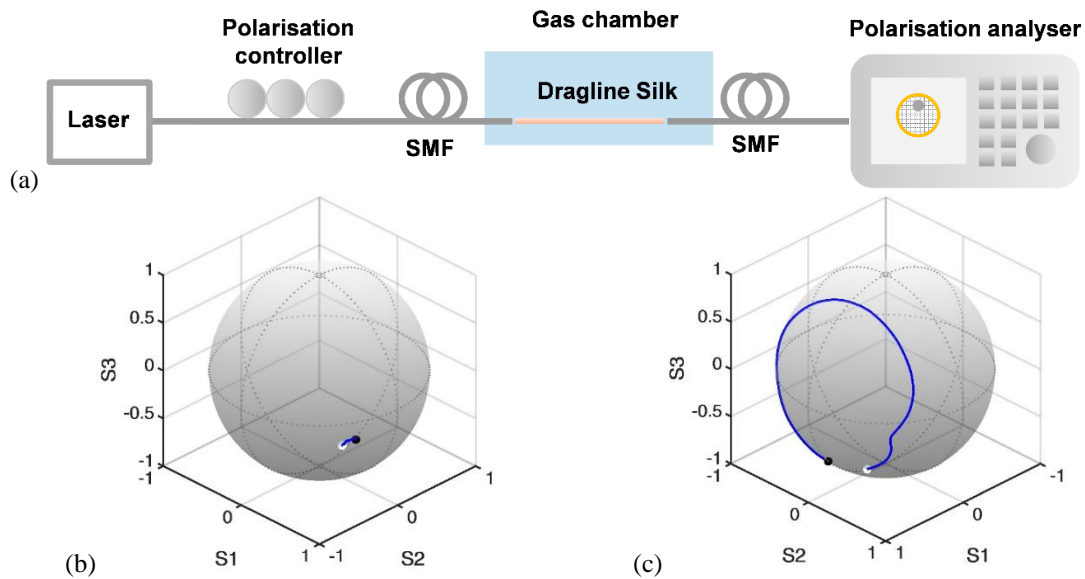 Gas chamber
Polarisation analyser
Polarisation
controller
Laser
SMF
Dragline Silk
SMF
(a)
1
0.5
0
-0.5
-1
S3
-1
0
1
S1
-1
0
1
S2
(b)
1
0.5
0
-0.5
-1
S3
-1
0
1
S2
1
0
-1
S1
(c)